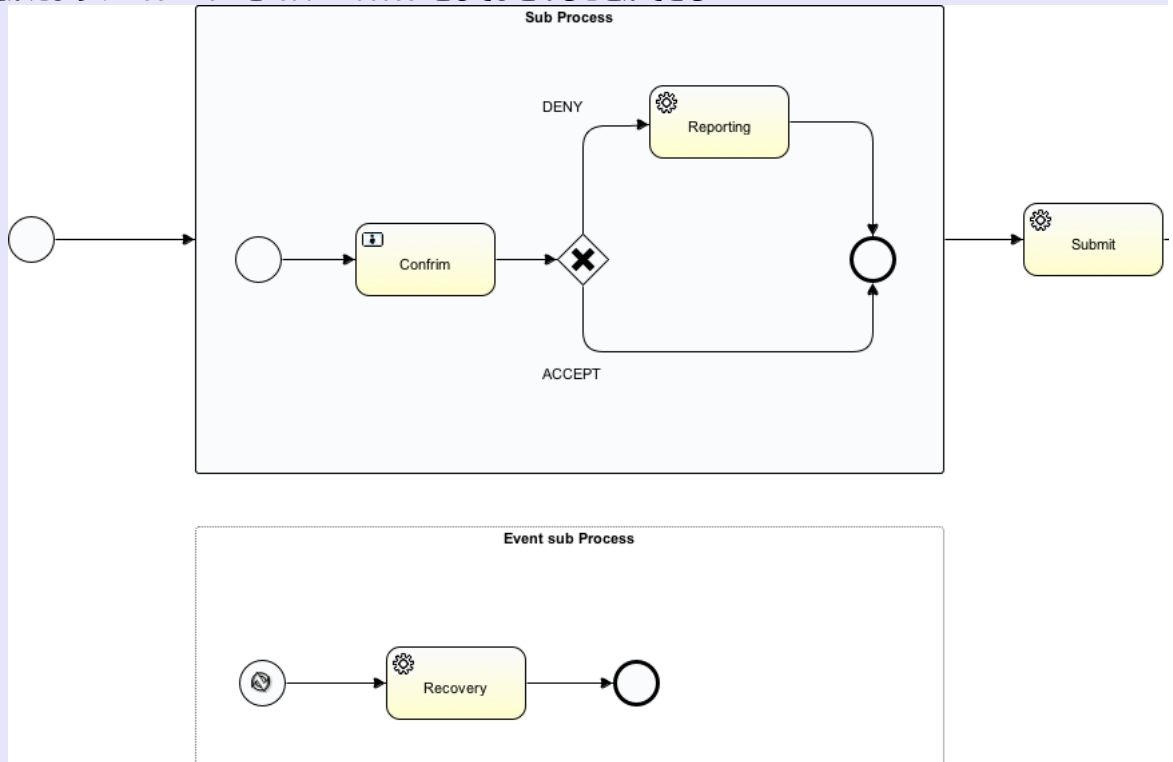 Sub Process
DENY
Reporting
Confrim
Submit
ACCEPT
Event sub Process
Recovery